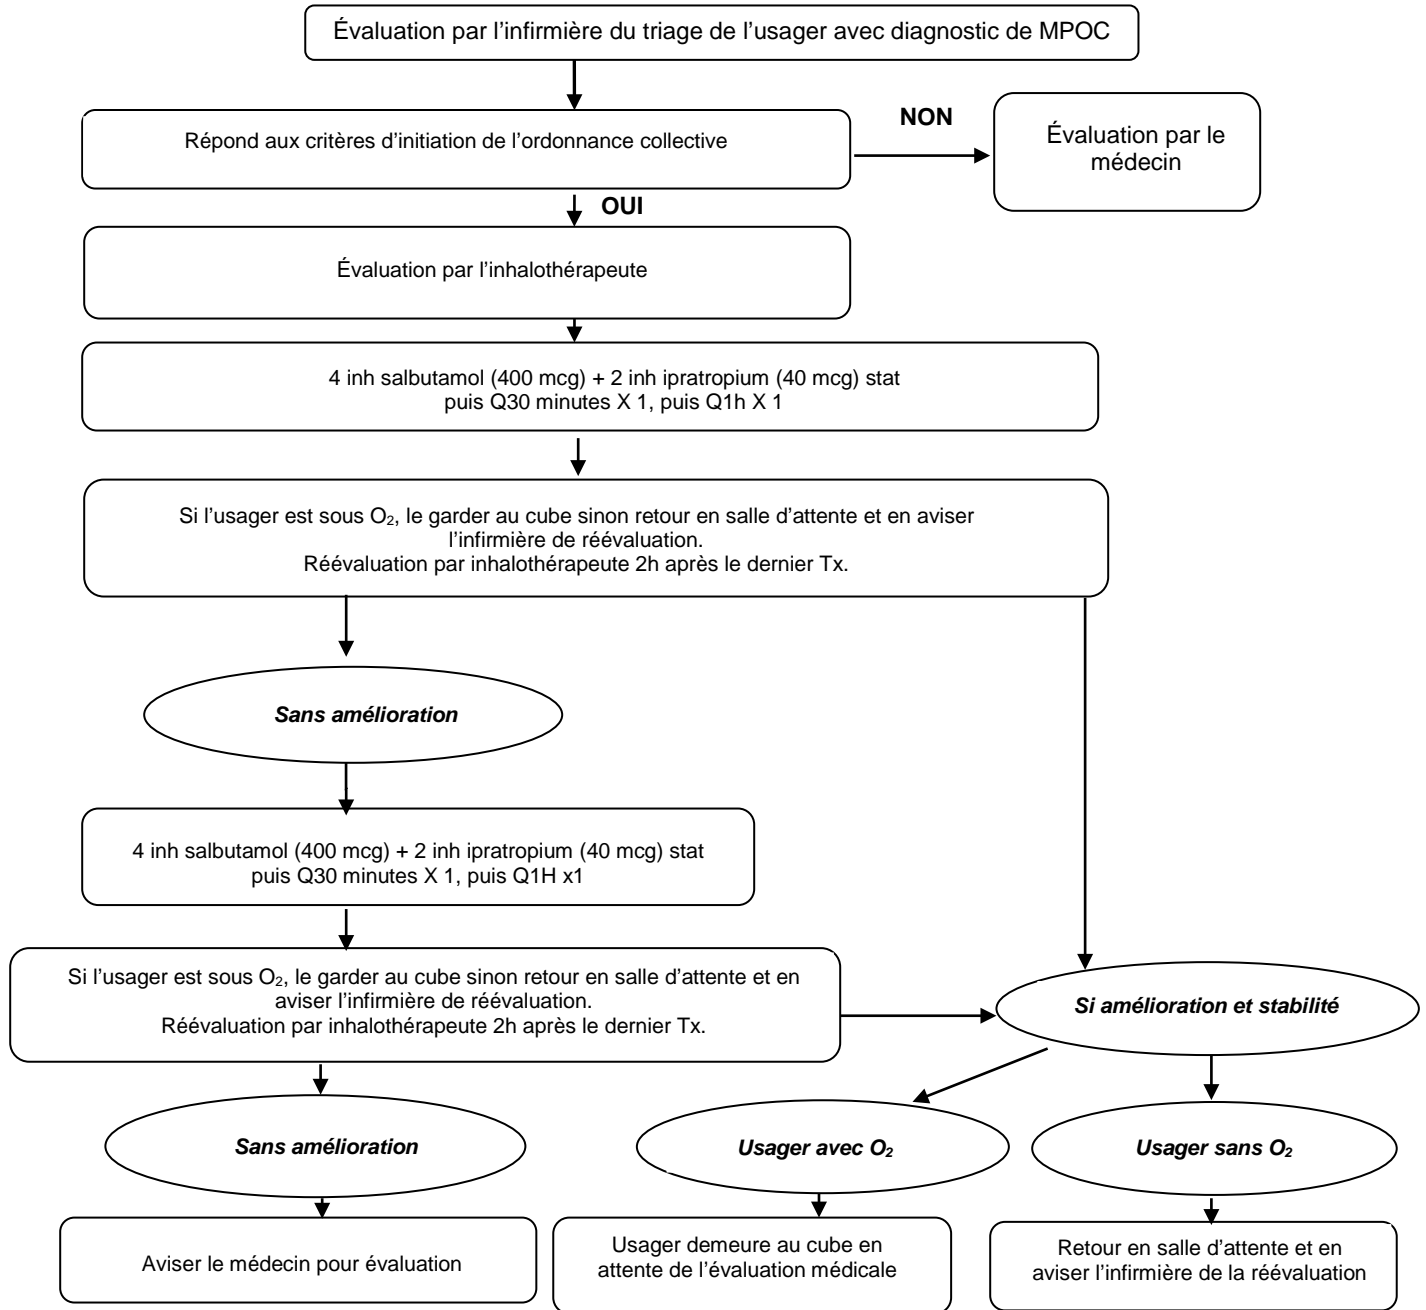 Évaluation par l'infirmière du triage de l'usager avec diagnostic de MPOC
Répond aux critères d'initiation de l'ordonnance collective
NON
Évaluation par le
médecin
OUI
Évaluation par l'inhalothérapeute
4 inh salbutamol (400 mcg) + 2 inh ipratropium (40 mcg) stat
puis Q30 minutes X 1, puis Q1h X 1
Si l'usager est sous O₂, le garder au cube sinon retour en salle d'attente et en aviser
l'infirmière de réévaluation.
Réévaluation par inhalothérapeute 2h après le dernier Tx.
Sans amélioration
4 inh salbutamol (400 mcg) + 2 inh ipratropium (40 mcg) stat
puis Q30 minutes X 1, puis Q1H x1
Si l'usager est sous O₂, le garder au cube sinon retour en salle d'attente et en
aviser l'infirmière de réévaluation.
Réévaluation par inhalothérapeute 2h après le dernier Tx.
Si amélioration et stabilité
Sans amélioration
Usager avec O₂
Usager sans O₂
Aviser le médecin pour évaluation
Usager demeure au cube en
attente de l'évaluation médicale
Retour en salle d'attente et en
aviser l'infirmière de la réévaluation